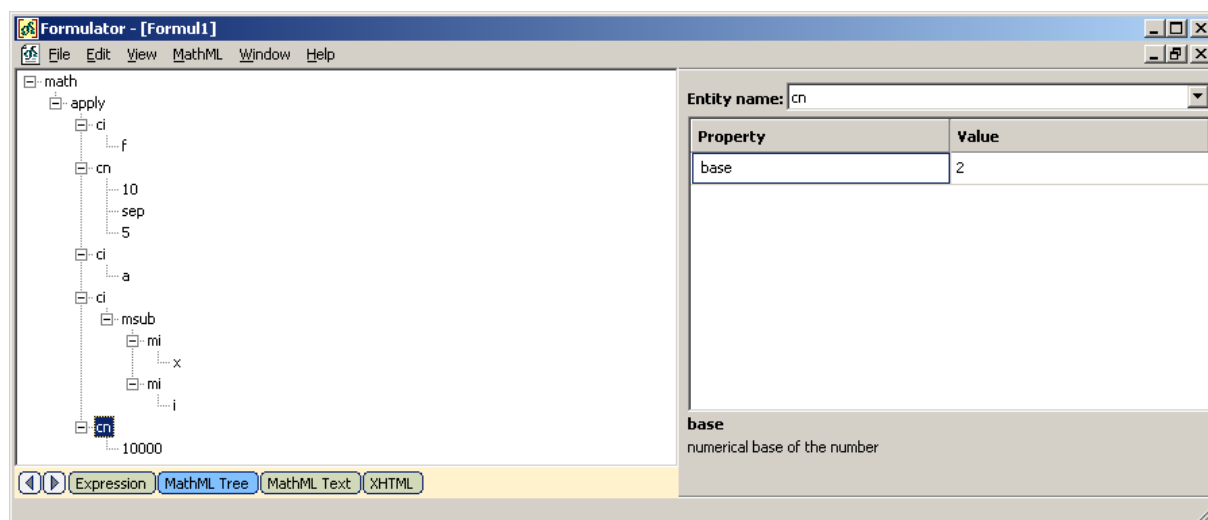 Formulator - [Formul1]
File Edit View MathML Window Help
math
apply
ci
f
cn
10
sep
5
ci
a
ci
msub
mi
x
mi
i
cn
10000
Expression MathML Tree MathML Text XHTML
Entity name: cn
Property Value
base 2
base
numerical base of the number